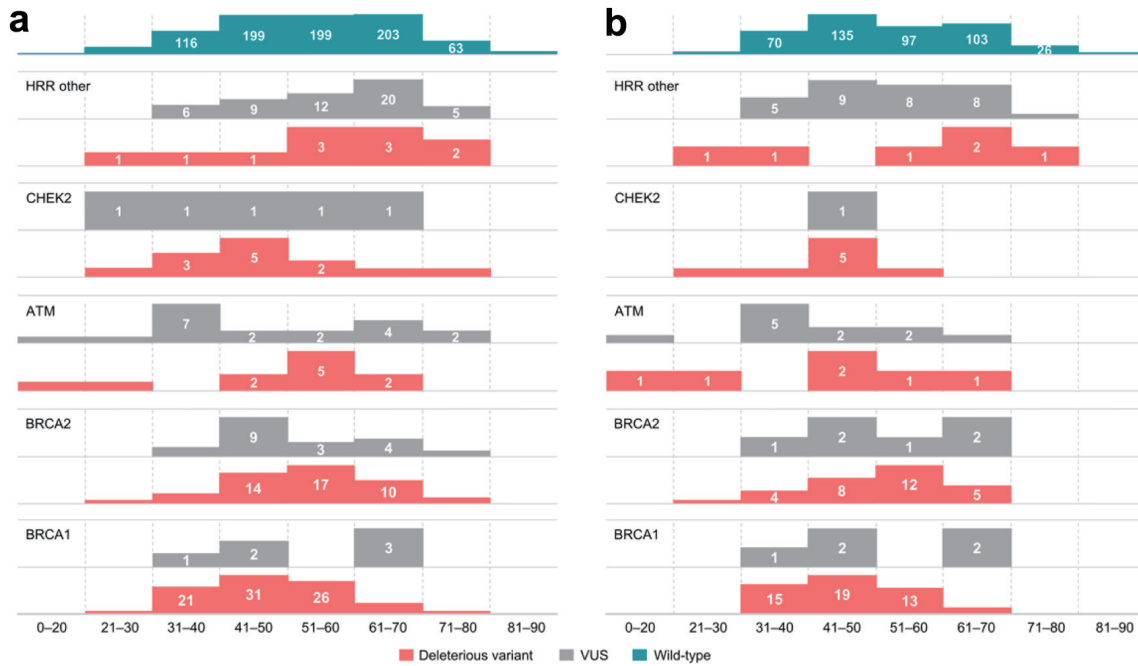 a
116 199 199 203 63
HRR other
6 9 12 20 5
1 1 1 3 3 2
CHEK2
1 1 1 1 1
3 5 2
ATM
7 2 2 4 2
2 5 2
BRCA2
9 3 4
14 17 10
BRCA1
1 2 3
21 31 26
0–20 21–30 31–40 41–50 51–60 61–70 71–80 81–90
b
70 135 97 103 26
HRR other
5 9 8 8
1 1 1 2 1
CHEK2
1
5
ATM
5 2 2
1 1 2 1 1
BRCA2
1 2 1 2
4 8 12 5
BRCA1
1 2 2
15 19 13
0–20 21–30 31–40 41–50 51–60 61–70 71–80 81–90
Deleterious variant VUS Wild-type